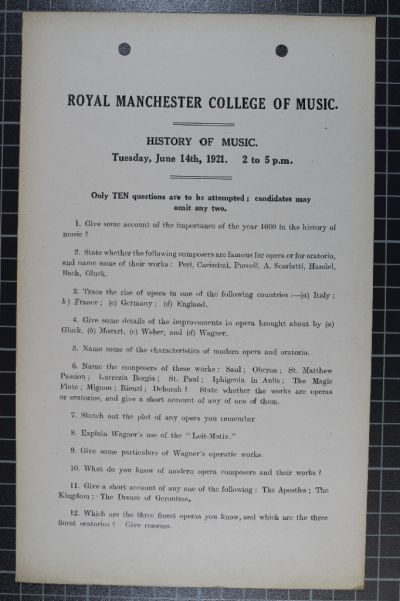 ROYAL MANCHESTER COLLEGE OF MUSIC.
HISTORY OF MUSIC.
Tuesday, June 14th, 1921. 2 to 5 p.m.
Only TEN questions are to be attempted; candidates may
omit any two.
1. Give some account of the importance of the year 1600 in the history of
music?
2. State whether the following composers are famous for opera or for oratorio,
and name some of their works: Peri, Carissimi, Purcell, A. Scarlatti, Handel,
Bach, Gluck.
3. Trace the rise of opera in one of the following countries:—(a) Italy;
b) France; (c) Germany; (d) England.
4. Give some details of the improvements in opera brought about by (a)
Gluck, (b) Mozart, (c) Weber, and (d) Wagner.
5. Name some of the characteristics of modern opera and oratorio.
6. Name the composers of these works: Saul; Oberon; St. Matthew
Passion; Lucrezia Borgia; St. Paul; Iphigenia in Aulis; The Magic
Flute; Mignon; Rienzi; Deborah? State whether the works are operas
or oratorios, and give a short account of any of one of them.
7. Sketch out the plot of any opera you remember
8. Explain Wagner's use of the "Leit-Motiv."
9. Give some particulars of Wagner's operatic works.
10. What do you know of modern opera composers and their works?
11. Give a short account of any one of the following: The Apostles; The
Kingdom; The Dream of Gerontius.
12. Which are the three finest operas you know, and which are the three
finest oratorios? Give reasons.